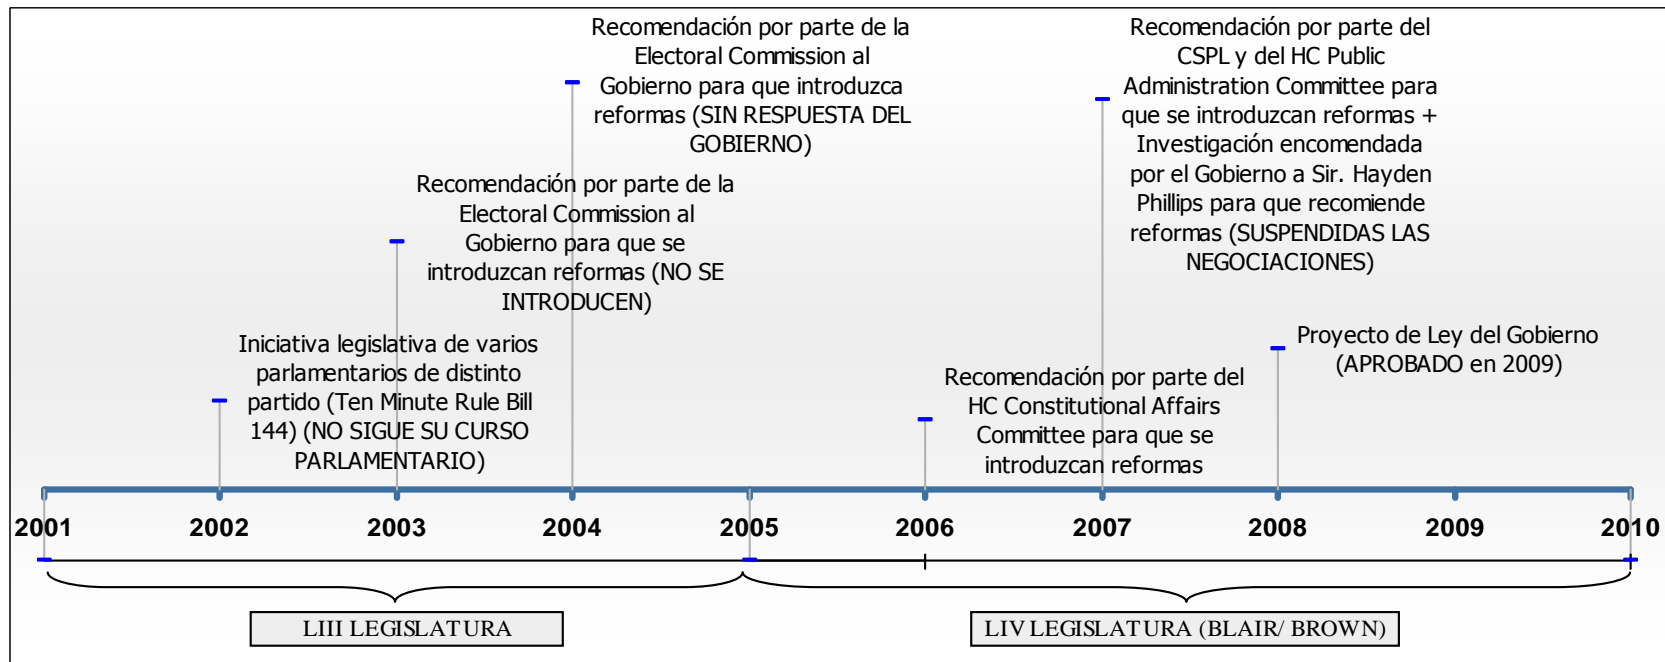 Recomendación por parte de la
Electoral Commission al
Gobierno para que introduzca
reformas (SIN RESPUESTA DEL
GOBIERNO)
Recomendación por parte del
CSPL y del HC Public
Administration Committee para
que se introduzcan reformas +
Investigación encomendada
por el Gobierno a Sir. Hayden
Phillips para que recomiende
reformas (SUSPENDIDAS LAS
NEGOCIACIONES)
Recomendación por parte de la
Electoral Commission al
Gobierno para que se
introduzcan reformas (NO SE
INTRODUCEN)
Iniciativa legislativa de varios
parlamentarios de distinto
partido (Ten Minute Rule Bill
144) (NO SIGUE SU CURSO
PARLAMENTARIO)
Recomendación por parte del
HC Constitutional Affairs
Committee para que se
introduzcan reformas
Proyecto de Ley del Gobierno
(APROBADO en 2009)
2001 2002 2003 2004 2005 2006 2007 2008 2009 2010
LIII LEGISLATURA
LIV LEGISLATURA (BLAIR/ BROWN)